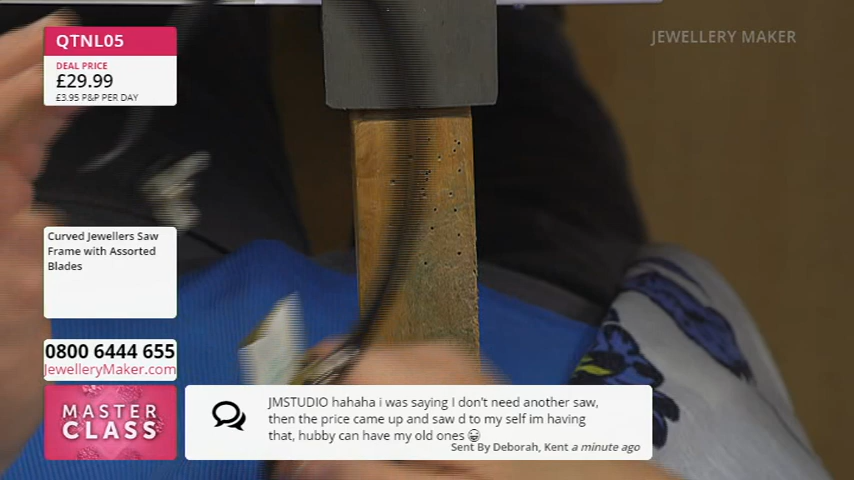 QTNL05
JEWELLERY MAKER
DEAL PRICE
£29.99
£3.95 P&P PER DAY
Curved Jewellers Saw
Frame with Assorted
Blades
0800 6444 655
JewelleryMaker.com
MASTER
CLASS
JMSTUDIO hahaha i was saying I don't need another saw,
then the price came up and saw d to my self im having
that, hubby can have my old ones 😀
Sent By Deborah, Kent a minute ago